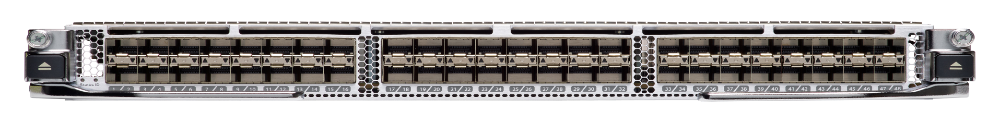 Status ID
1 / 2 3 / 4 5 / 6 7 / 8 9 / 10 11 / 12 13 / 14 15 / 16 17 / 18 19 / 20 21 / 22 23 / 24 25 / 26 27 / 28 29 / 30 31 / 32 33 / 34 35 / 36 37 / 38 39 / 40 41 / 42 43 / 44 45 / 46 47 / 48